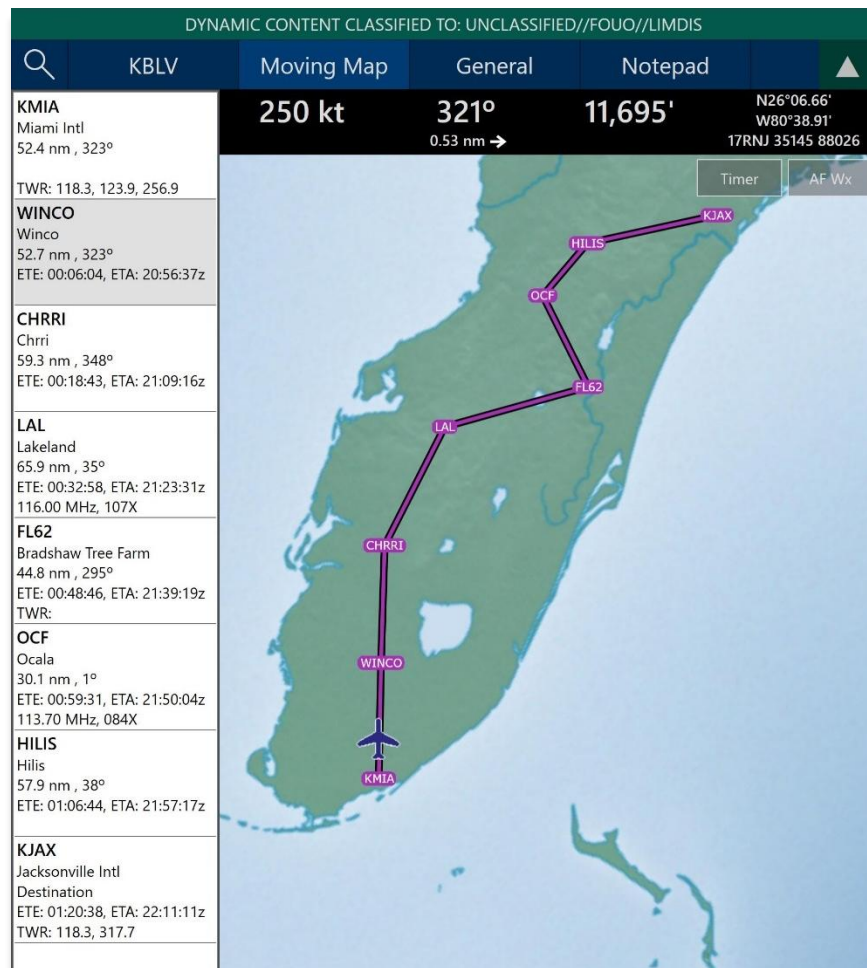 DYNAMIC CONTENT CLASSIFIED TO: UNCLASSIFIED//FOUO//LIMDIS
KBLV
Moving Map
General
Notepad
250 kt
321º
0.53 nm →
11,695'
N26°06.66'
W80°38.91'
17RNJ 35145 88026
Timer
AF Wx
KMIA
Miami Intl
52.4 nm , 323º
TWR: 118.3, 123.9, 256.9
WINCO
Winco
52.7 nm , 323º
ETE: 00:06:04, ETA: 20:56:37z
CHRRI
Chrri
59.3 nm , 348º
ETE: 00:18:43, ETA: 21:09:16z
LAL
Lakeland
65.9 nm , 35º
ETE: 00:32:58, ETA: 21:23:31z
116.00 MHz, 107X
FL62
Bradshaw Tree Farm
44.8 nm , 295º
ETE: 00:48:46, ETA: 21:39:19z
TWR:
OCF
Ocala
30.1 nm , 1º
ETE: 00:59:31, ETA: 21:50:04z
113.70 MHz, 084X
HILIS
Hilis
57.9 nm , 38º
ETE: 01:06:44, ETA: 21:57:17z
KJAX
Jacksonville Intl
Destination
ETE: 01:20:38, ETA: 22:11:11z
TWR: 118.3, 317.7
KJAX
HILIS
OCF
FL62
LAL
CHRRI
WINCO
KMIA